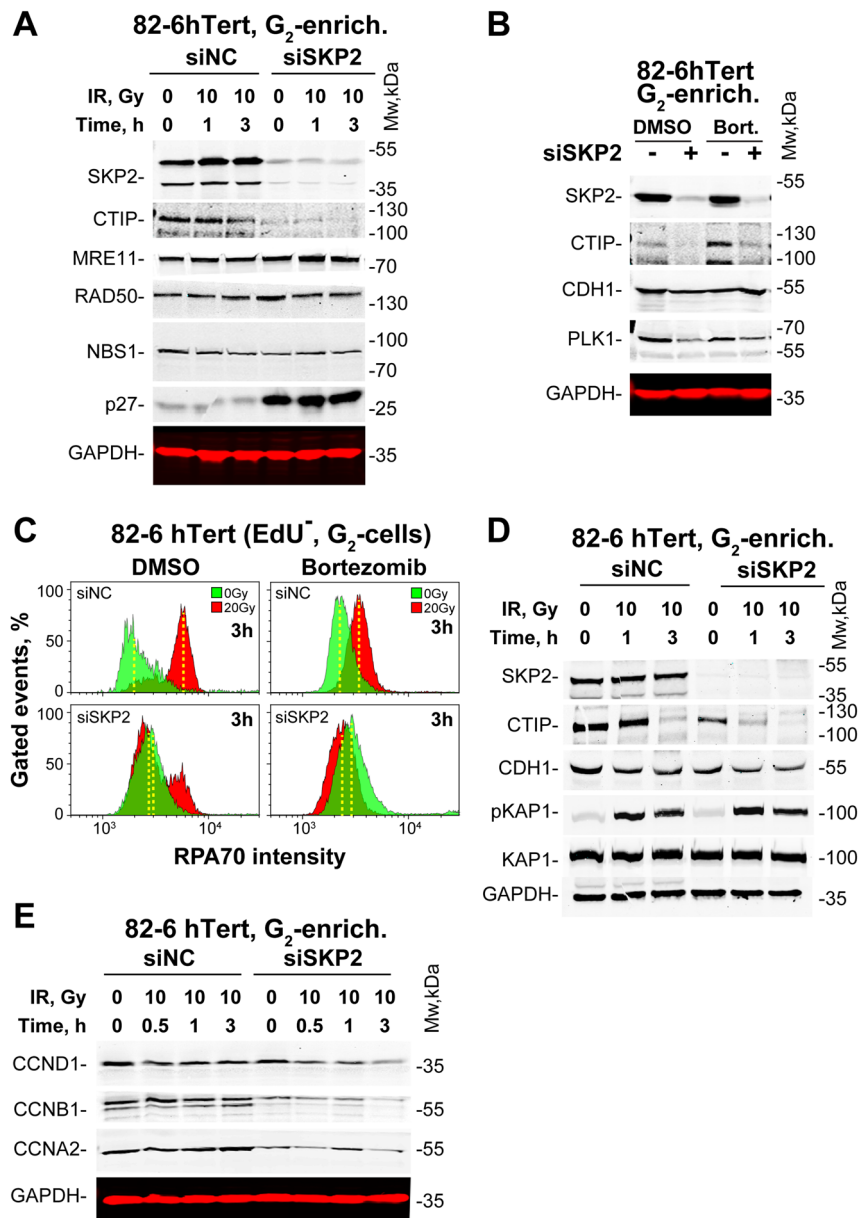 A
82-6hTert, G₂-enrich.
siNC siSKP2
IR, Gy 0 10 10 0 10 10
Time, h 0 1 3 0 1 3
Mw,kDa
SKP2- -55
-35
CTIP- -130
-100
MRE11- -70
RAD50- -130
NBS1- -100
-70
p27- -25
GAPDH- -35
B
82-6hTert
G₂-enrich.
DMSO Bort.
siSKP2 - + - +
Mw,kDa
SKP2- -55
CTIP- -130
-100
CDH1- -55
PLK1- -70
-55
GAPDH- -35
C
82-6 hTert (EdU⁻, G₂-cells)
DMSO Bortezomib
Gated events, %
100
50
0
siNC 0Gy
20Gy
3h
siNC 0Gy
20Gy
3h
100
50
0
siSKP2 3h
siSKP2 3h
10³ 10⁴ 10³ 10⁴
RPA70 intensity
D
82-6 hTert, G₂-enrich.
siNC siSKP2
IR, Gy 0 10 10 0 10 10
Time, h 0 1 3 0 1 3
Mw,kDa
SKP2- -55
-35
CTIP- -130
-100
CDH1- -55
pKAP1- -100
KAP1- -100
GAPDH- -35
E
82-6 hTert, G₂-enrich.
siNC siSKP2
IR, Gy 0 10 10 10 0 10 10 10
Time, h 0 0.5 1 3 0 0.5 1 3
Mw,kDa
CCND1- -35
CCNB1- -55
CCNA2- -55
GAPDH- -35